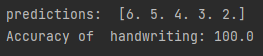 predictions:  [6. 5. 4. 3. 2.]
Accuracy of  handwriting: 100.0